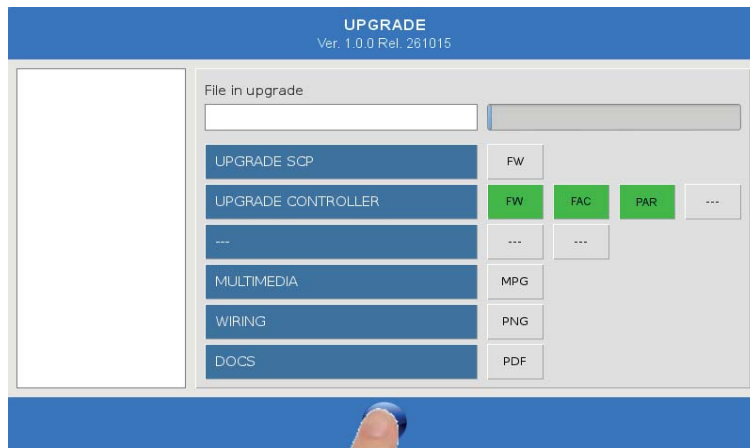 UPGRADE
Ver. 1.0.0 Rel. 261015
File in upgrade
UPGRADE SCP FW
UPGRADE CONTROLLER FW FAC PAR ---
--- --- ---
MULTIMEDIA MPG
WIRING PNG
DOCS PDF